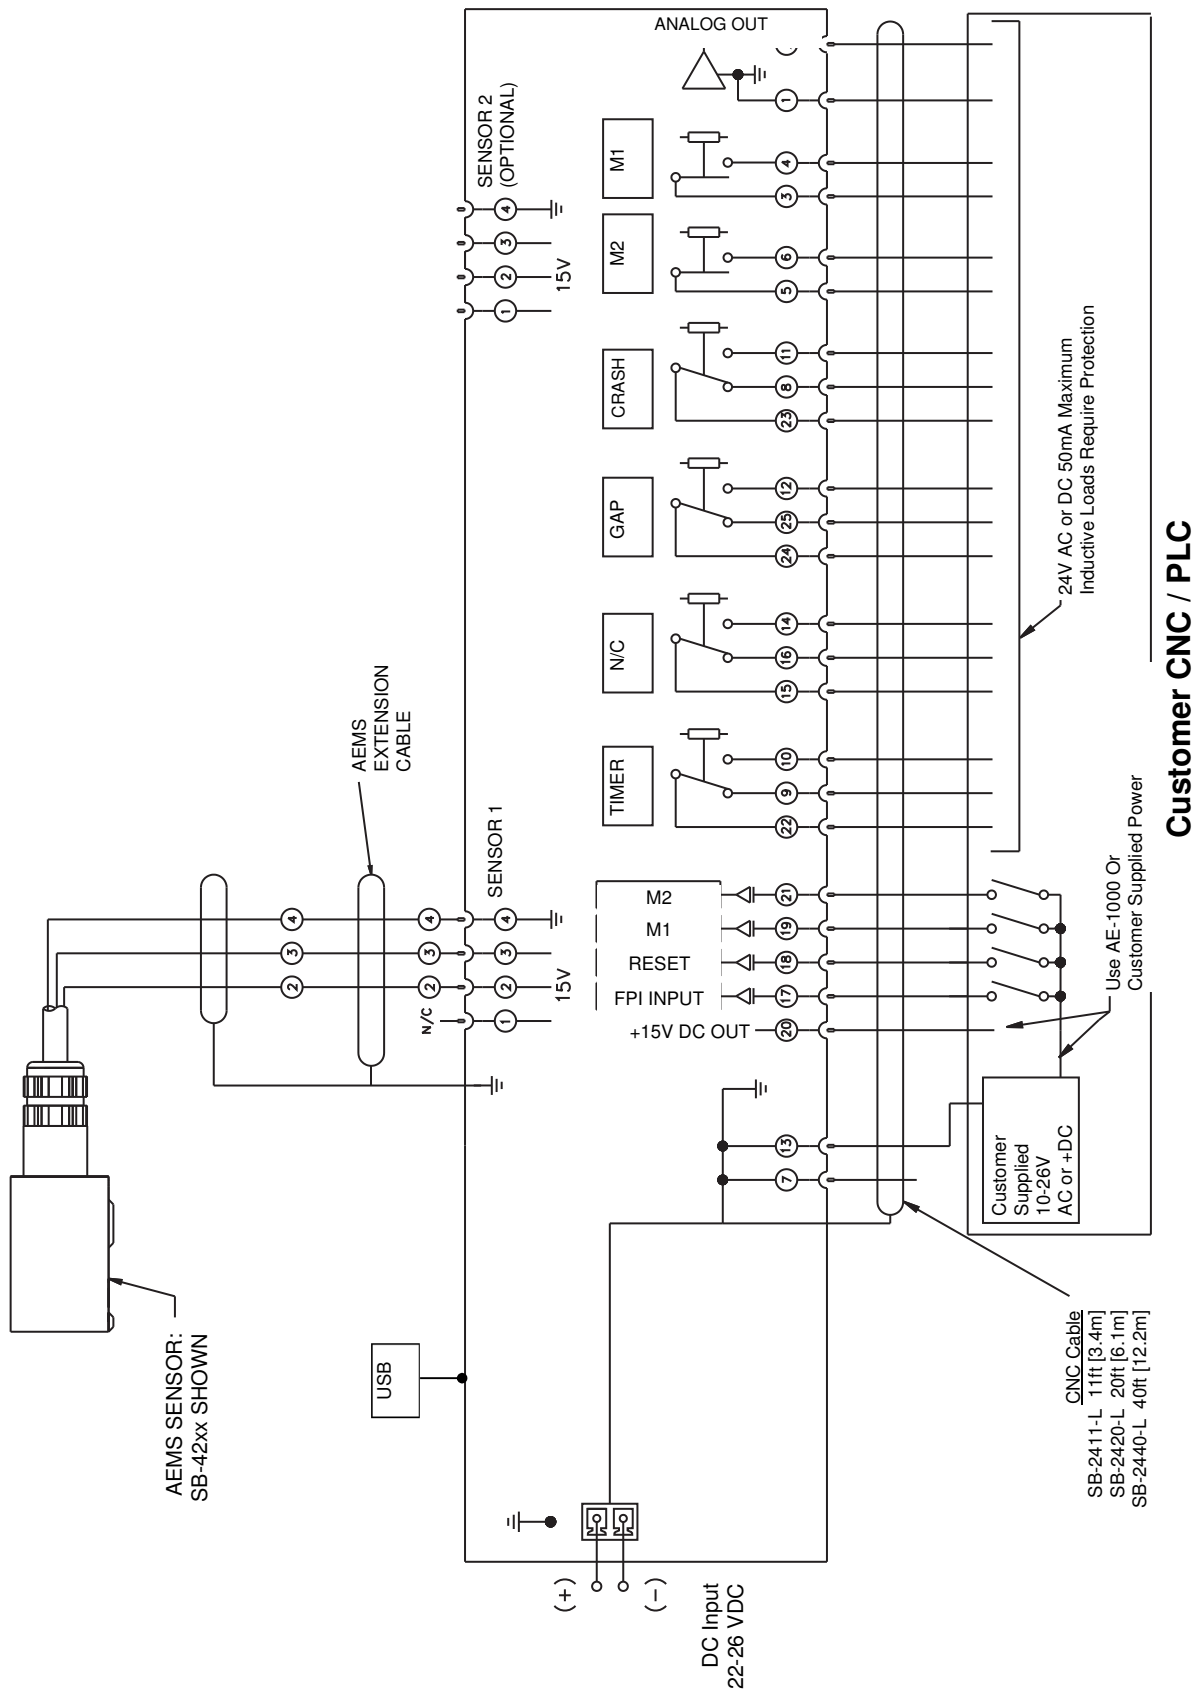 ANALOG OUT
1
SENSOR 2
(OPTIONAL)
4
3
2
1
15V
M1
4
3
M2
6
5
CRASH
11
8
23
GAP
12
25
24
N/C
14
16
15
TIMER
10
9
22
24V AC or DC 50mA Maximum
Inductive Loads Require Protection
Customer CNC / PLC
AEMS
EXTENSION
CABLE
SENSOR 1
4
4
4
3
3
3
2
2
2
N/C
1
15V
M2
21
M1
19
RESET
18
FPI INPUT
17
+15V DC OUT
20
Use AE-1000 Or
Customer Supplied Power
13
7
Customer
Supplied
10-26V
AC or +DC
AEMS SENSOR:
SB-42xx SHOWN
USB
CNC Cable
SB-2411-L 11ft [3.4m]
SB-2420-L 20ft [6.1m]
SB-2440-L 40ft [12.2m]
(+)
(-)
DC Input
22-26 VDC